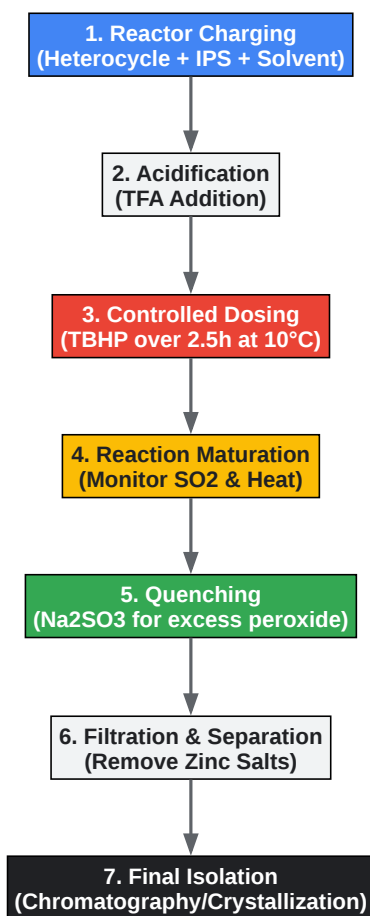 1. Reactor Charging
(Heterocycle + IPS + Solvent)
2. Acidification
(TFA Addition)
3. Controlled Dosing
(TBHP over 2.5h at 10°C)
4. Reaction Maturation
(Monitor SO2 & Heat)
5. Quenching
(Na2SO3 for excess peroxide)
6. Filtration & Separation
(Remove Zinc Salts)
7. Final Isolation
(Chromatography/Crystallization)